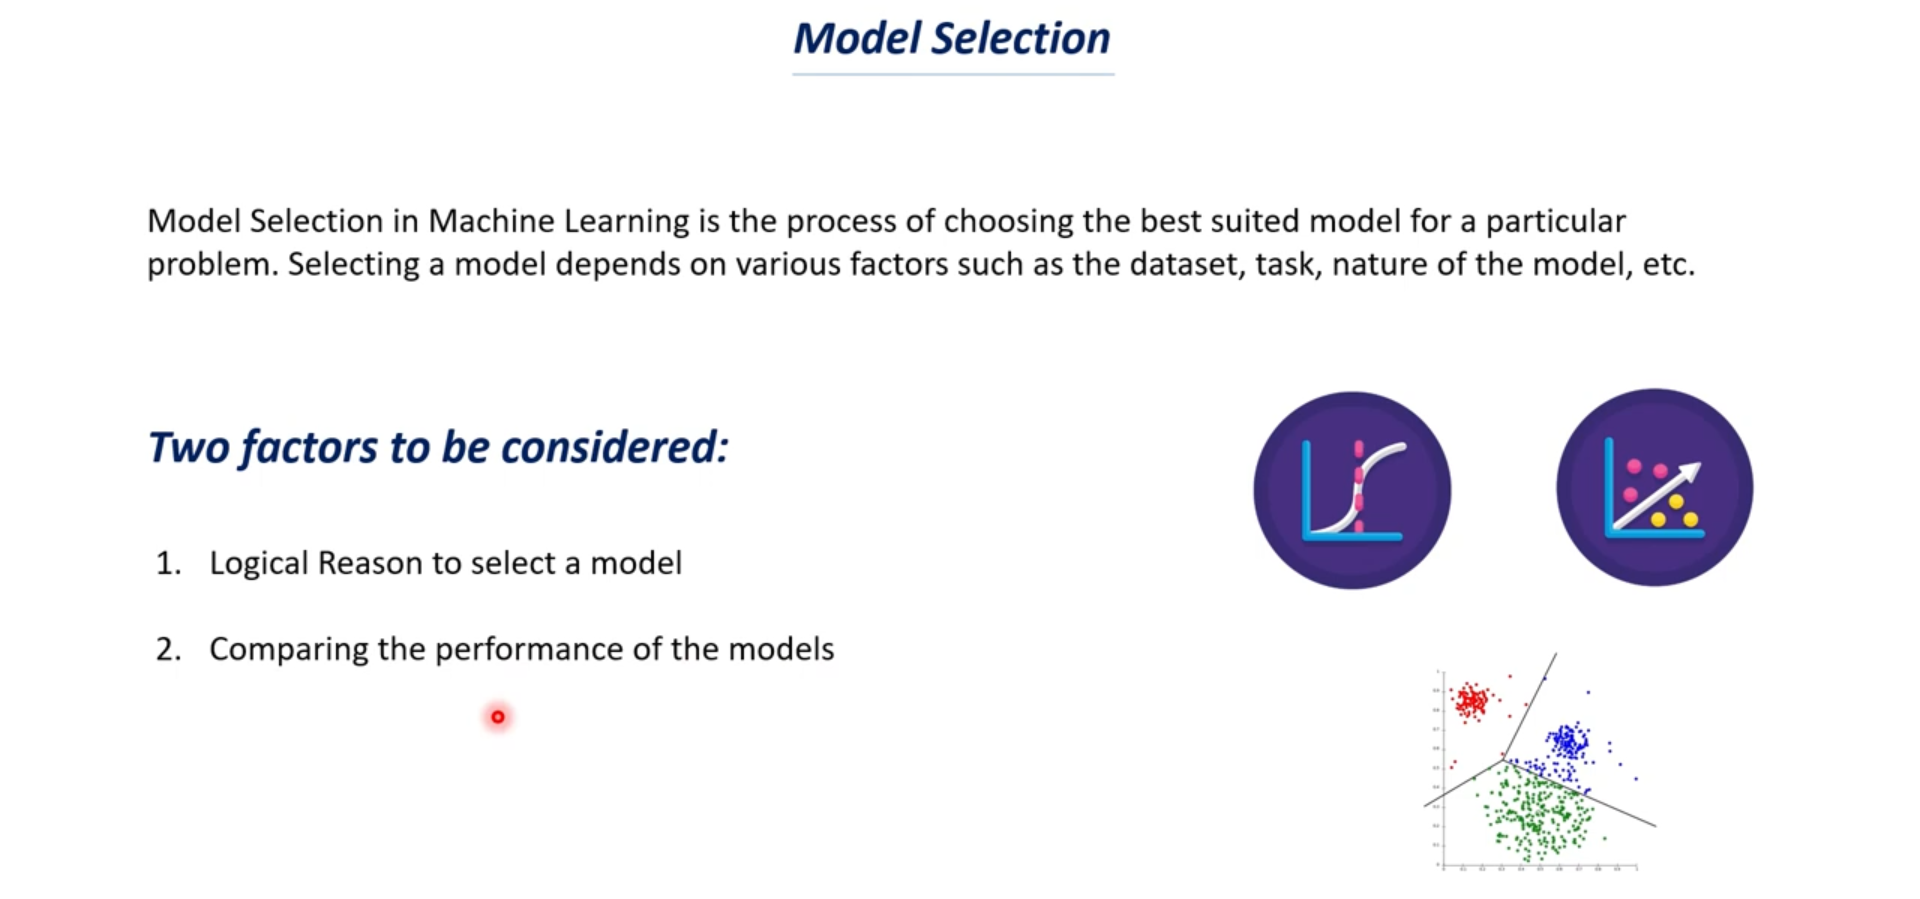 Model Selection
Model Selection in Machine Learning is the process of choosing the best suited model for a particular
problem. Selecting a model depends on various factors such as the dataset, task, nature of the model, etc.
Two factors to be considered:
1. Logical Reason to select a model
2. Comparing the performance of the models